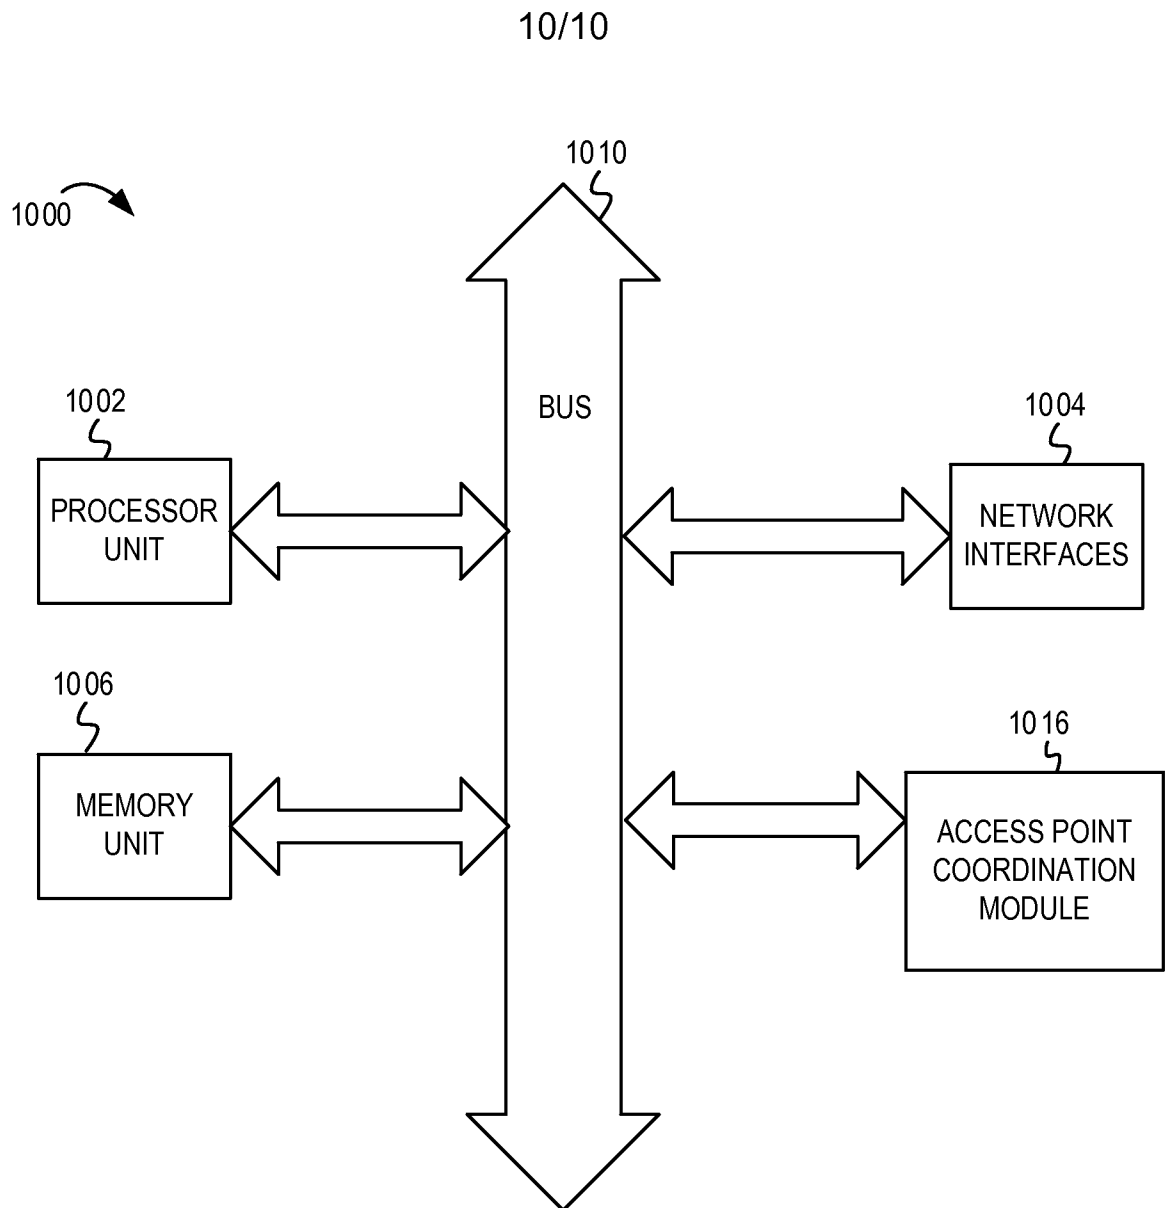 10/10
1010
1000
BUS
1002
PROCESSOR
UNIT
1004
NETWORK
INTERFACES
1006
MEMORY
UNIT
1016
ACCESS POINT
COORDINATION
MODULE